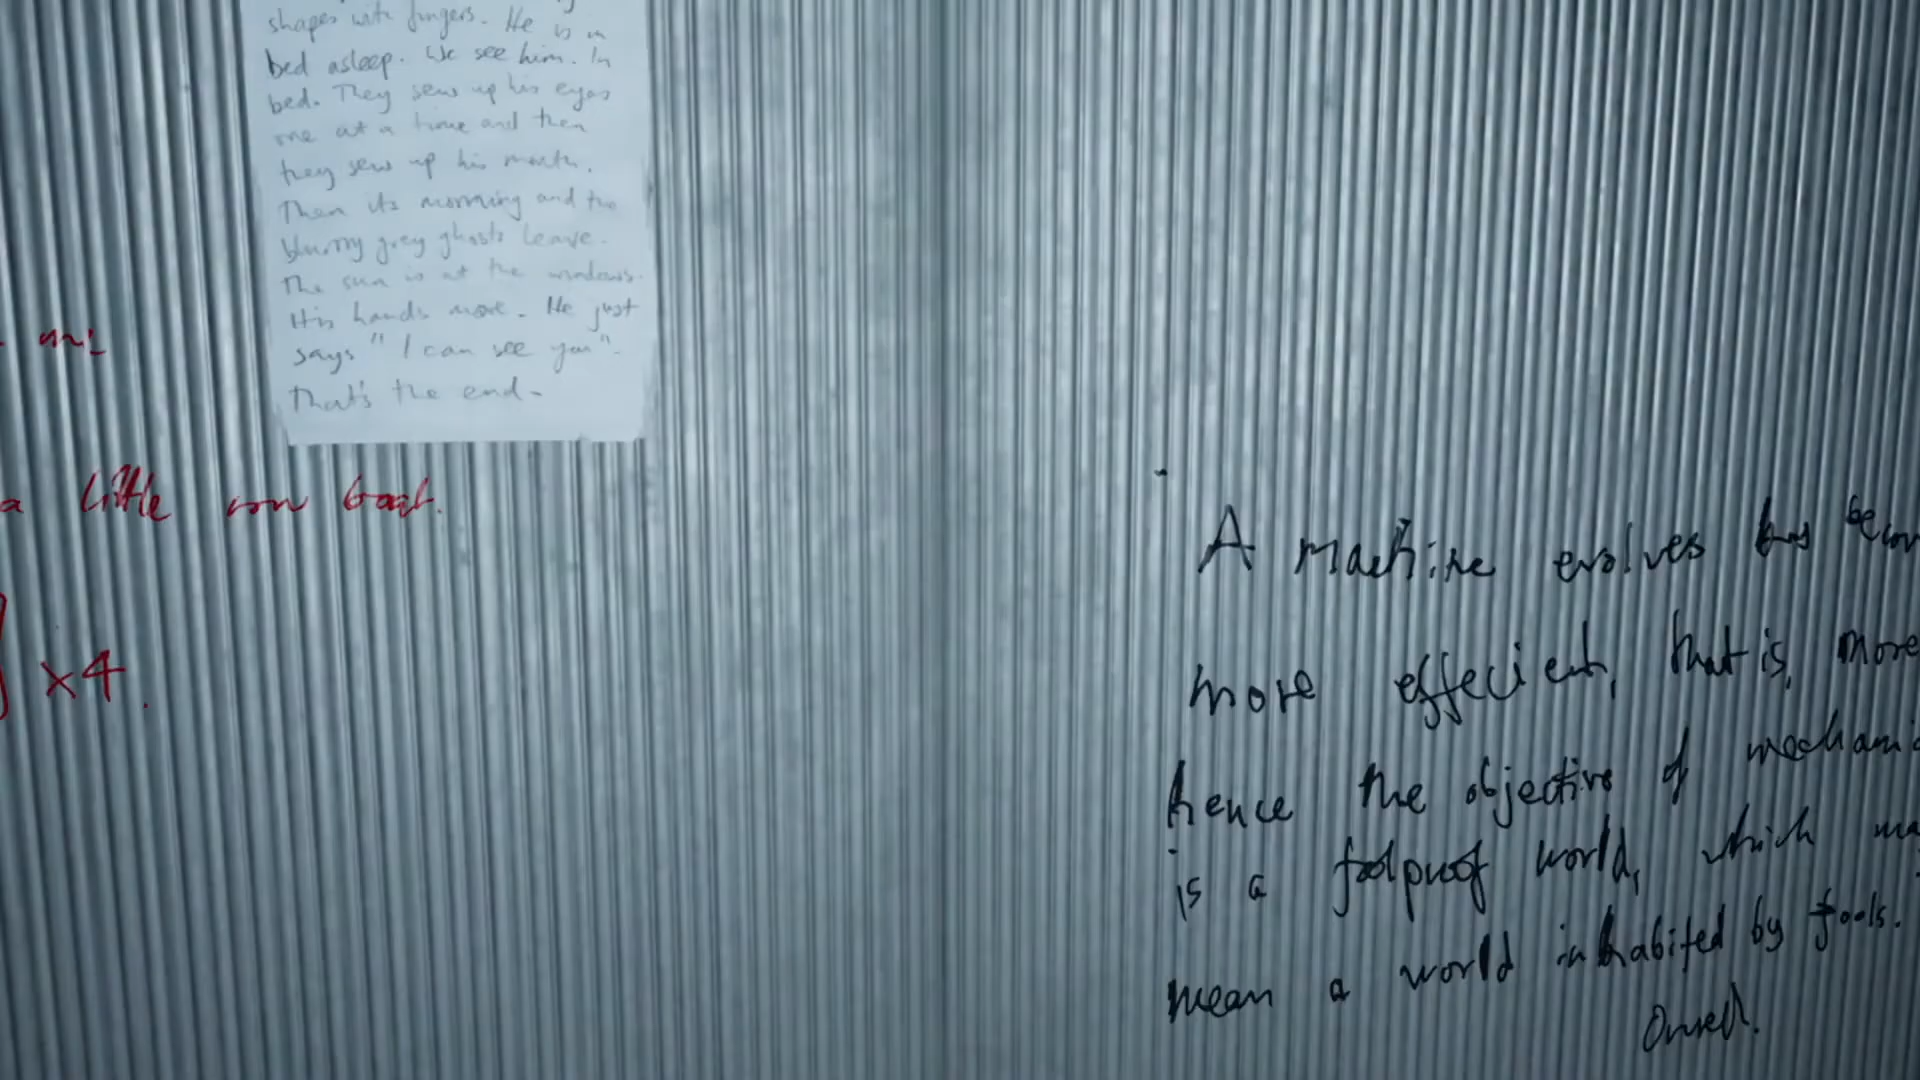 shapes with fingers. He is in
bed asleep. We see him. In
bed. They sew up his eyes
one at a time and then
they sew up his mouth.
Then its morning and the
blurry grey ghosts leave.
The sun is at the windows.
His hands move. He just
says "I can see you".
That's the end.
a little
x4.
A machine evolves by
more effecient, that is, more
hence the objective of
is a foolproof world, which
mean a world inhabited by fools.
Orwell.